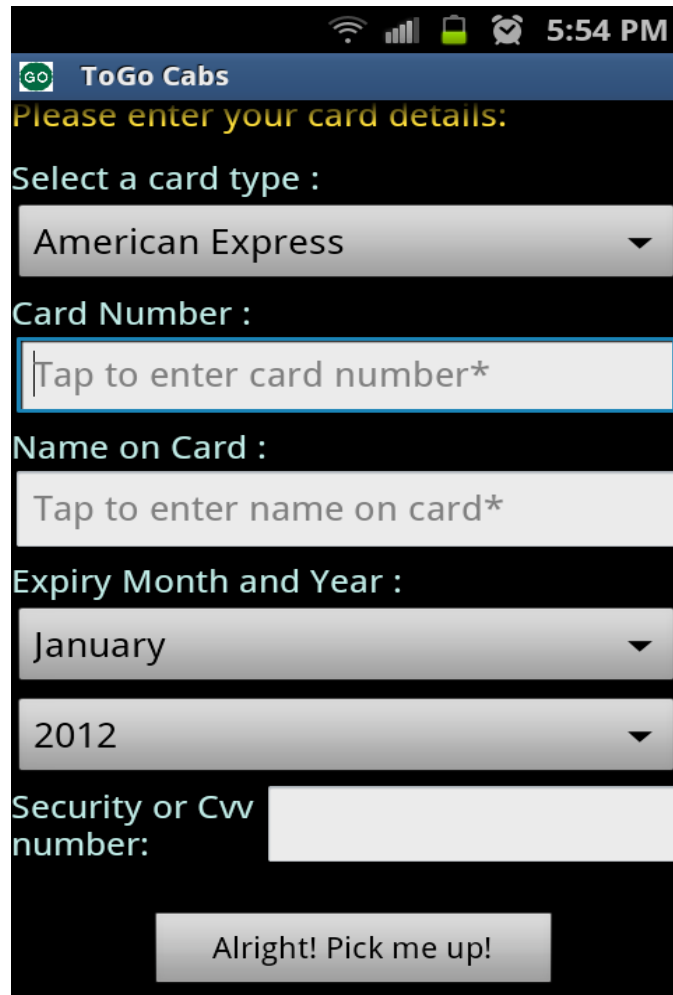 5:54 PM
GO ToGo Cabs
Please enter your card details:
Select a card type :
American Express
Card Number :
Tap to enter card number*
Name on Card :
Tap to enter name on card*
Expiry Month and Year :
January
2012
Security or Cvv
number:
Alright! Pick me up!